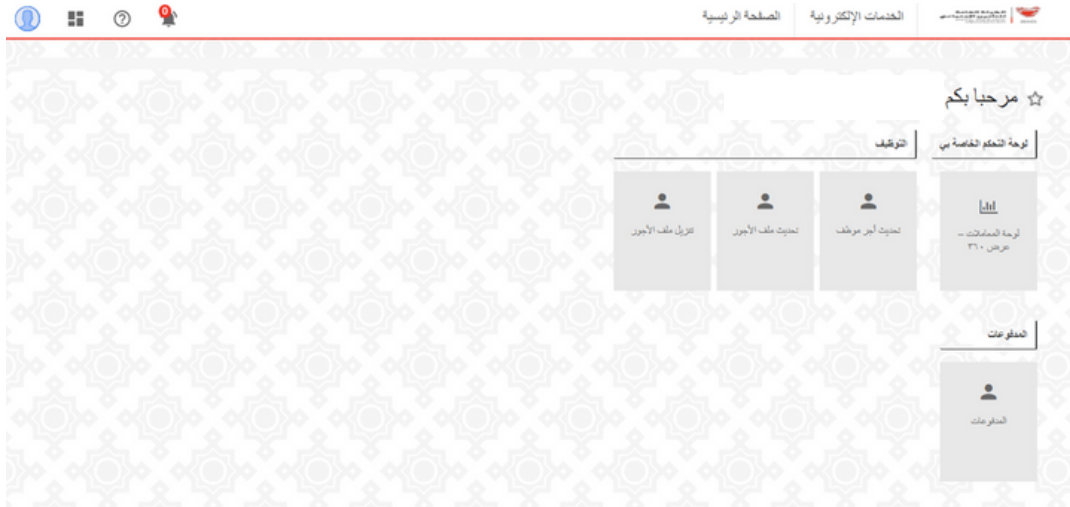 الخدمات الإلكترونية
الصفحة الرئيسية
0
مرحبا بكم
لوحة التحكم الخاصة بي
التوظيف
لوحة المعاملات –
عرض ٣٦٠
تحديث أجر موظف
تحديث ملف الأجور
تنزيل ملف الأجور
المدفوعات
المدفوعات